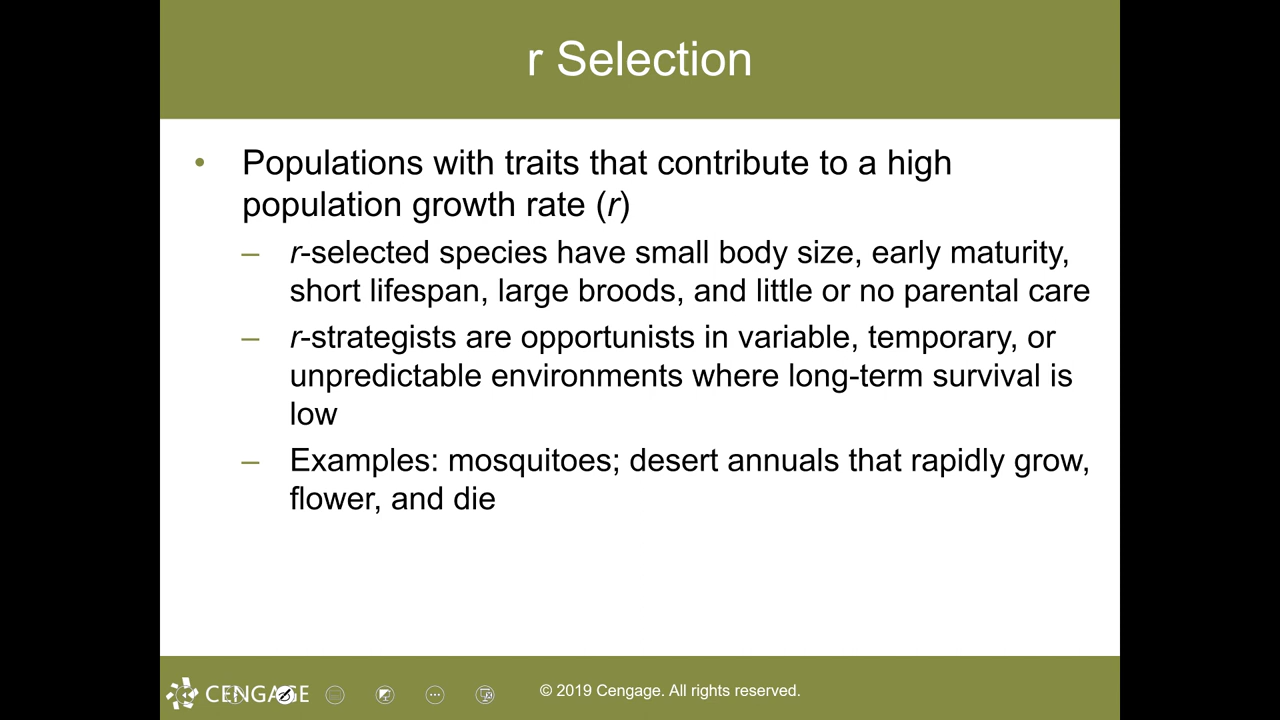 r Selection
• Populations with traits that contribute to a high
population growth rate (r)
– r-selected species have small body size, early maturity,
short lifespan, large broods, and little or no parental care
– r-strategists are opportunists in variable, temporary, or
unpredictable environments where long-term survival is
low
– Examples: mosquitoes; desert annuals that rapidly grow,
flower, and die
CENGAGE
© 2019 Cengage. All rights reserved.